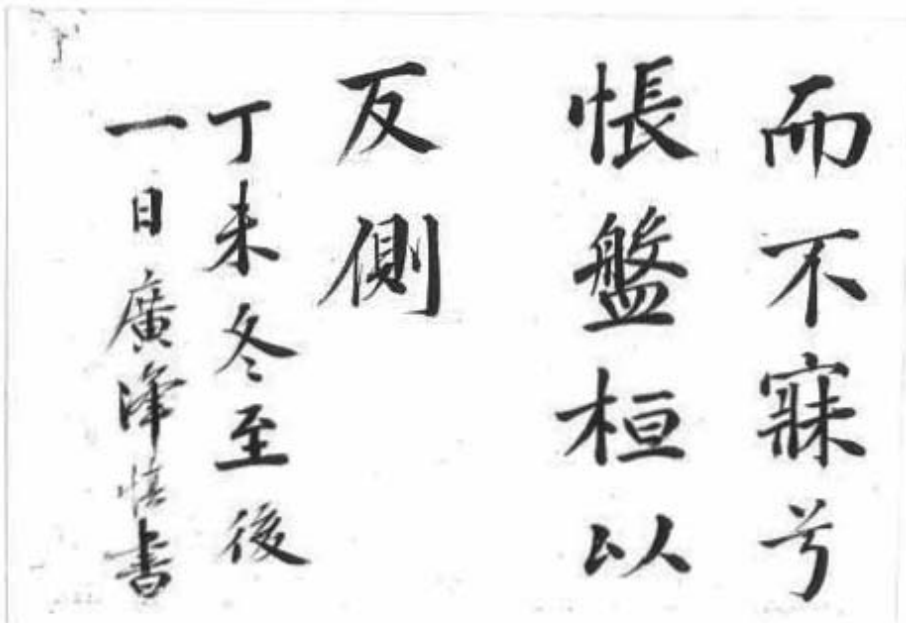 而不寐兮
悵盤桓以
反側
丁未冬至後
一日廣澤慎書